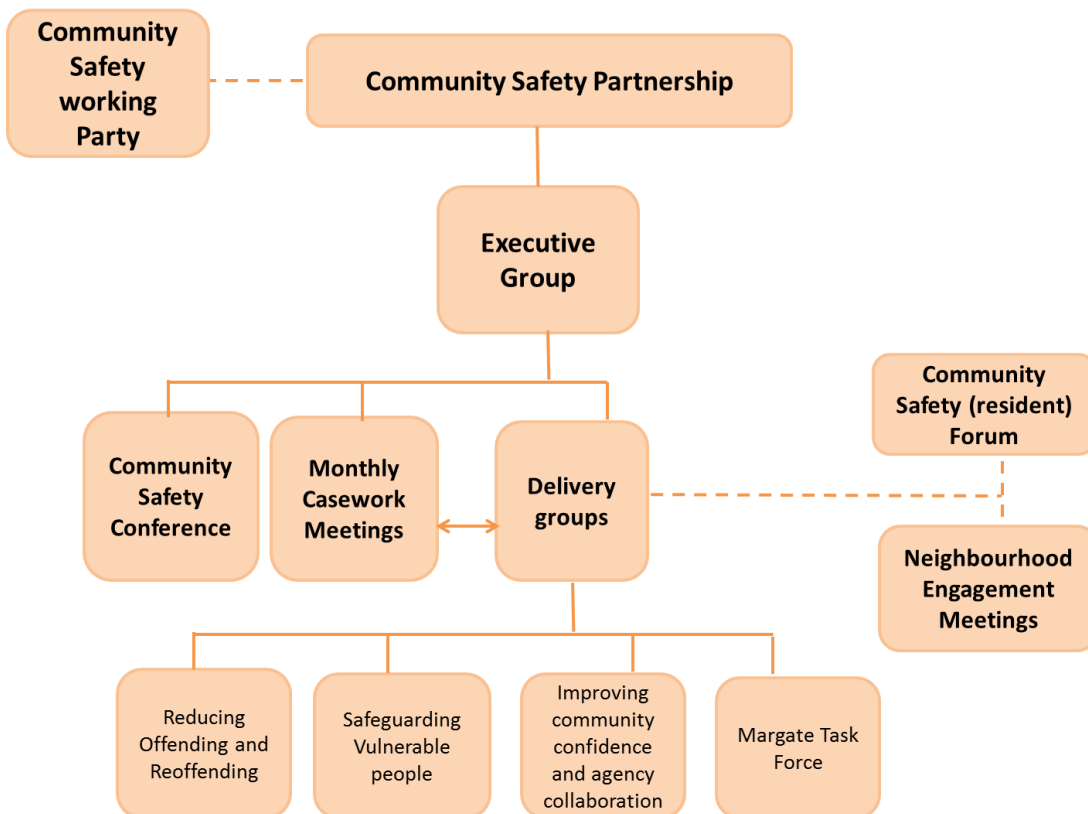 Community
Safety
working
Party
Community Safety Partnership
Executive
Group
Community
Safety
Conference
Monthly
Casework
Meetings
Delivery
groups
Community
Safety (resident)
Forum
Neighbourhood
Engagement
Meetings
Reducing
Offending and
Reoffending
Safeguarding
Vulnerable
people
Improving
community
confidence
and agency
collaboration
Margate Task
Force